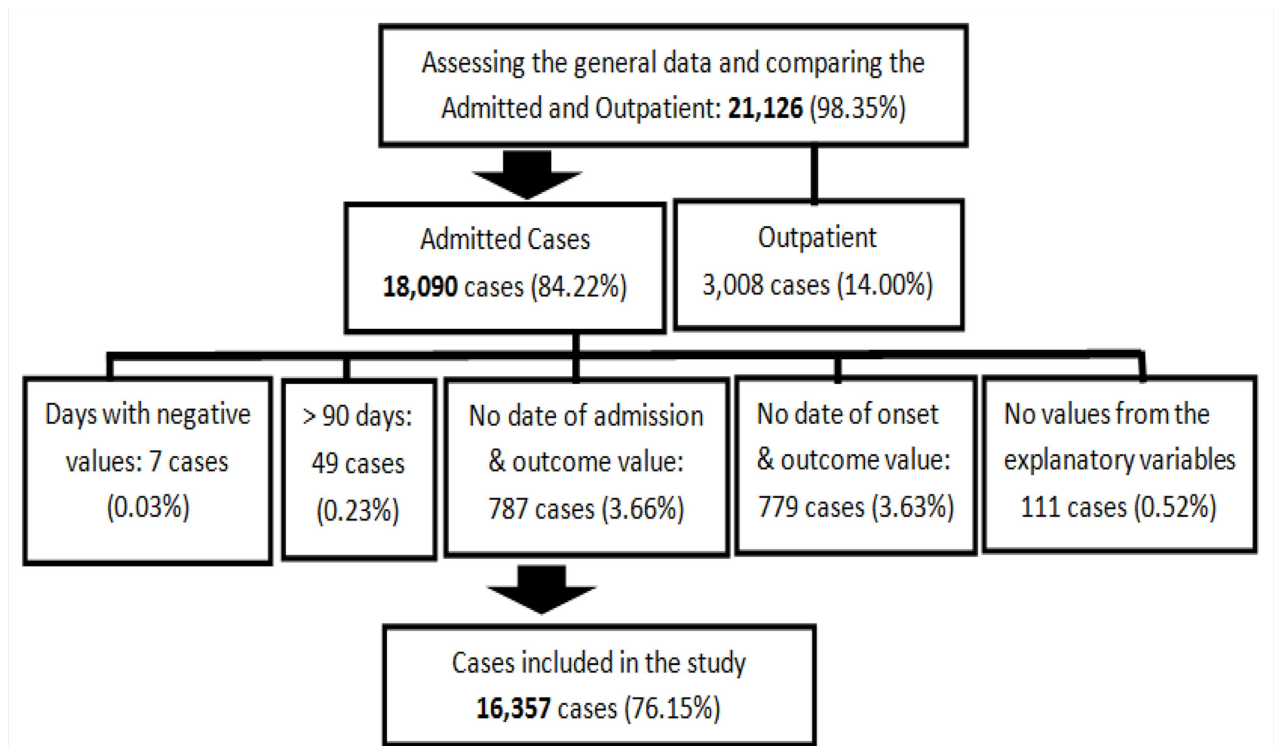 Assessing the general data and comparing the
Admitted and Outpatient: 21,126 (98.35%)
Admitted Cases
18,090 cases (84.22%)
Outpatient
3,008 cases (14.00%)
Days with negative
values: 7 cases
(0.03%)
> 90 days:
49 cases
(0.23%)
No date of admission
& outcome value:
787 cases (3.66%)
No date of onset
& outcome value:
779 cases (3.63%)
No values from the
explanatory variables
111 cases (0.52%)
Cases included in the study
16,357 cases (76.15%)